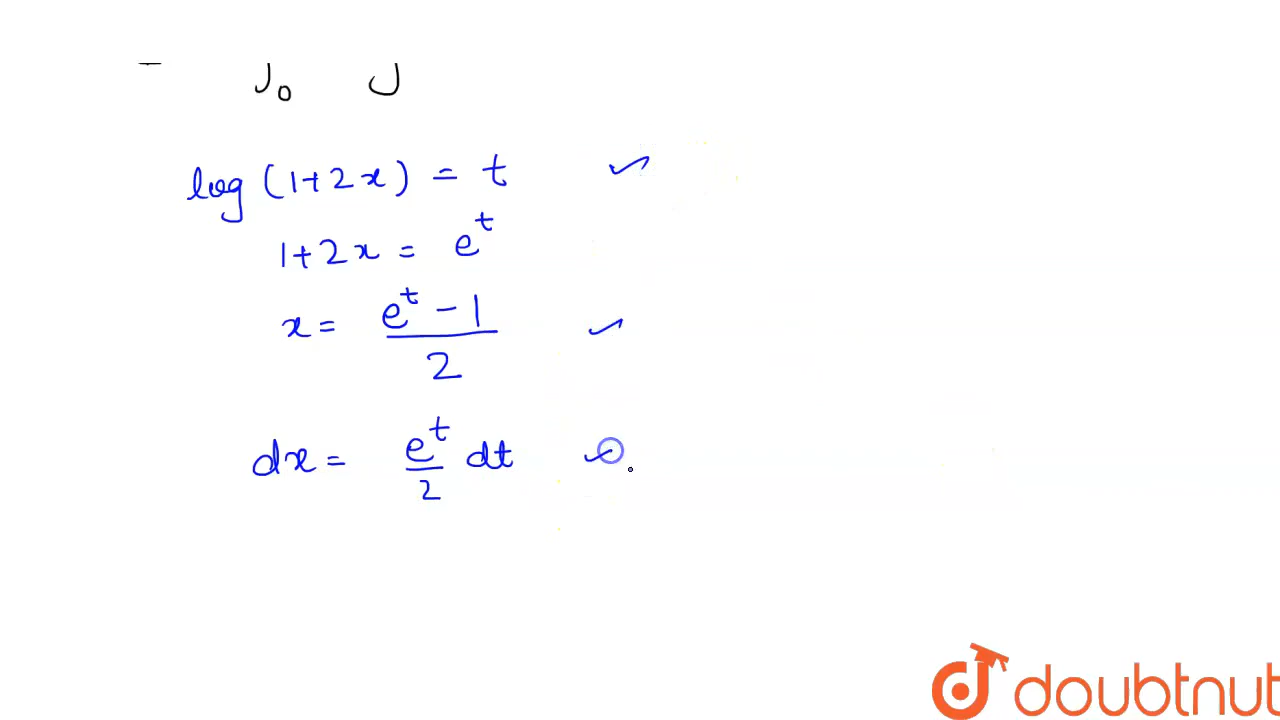 log (1+2x) = t
1+2x = e^t
x = (e^t - 1)/2
dx = e^t/2 dt
doubtnut